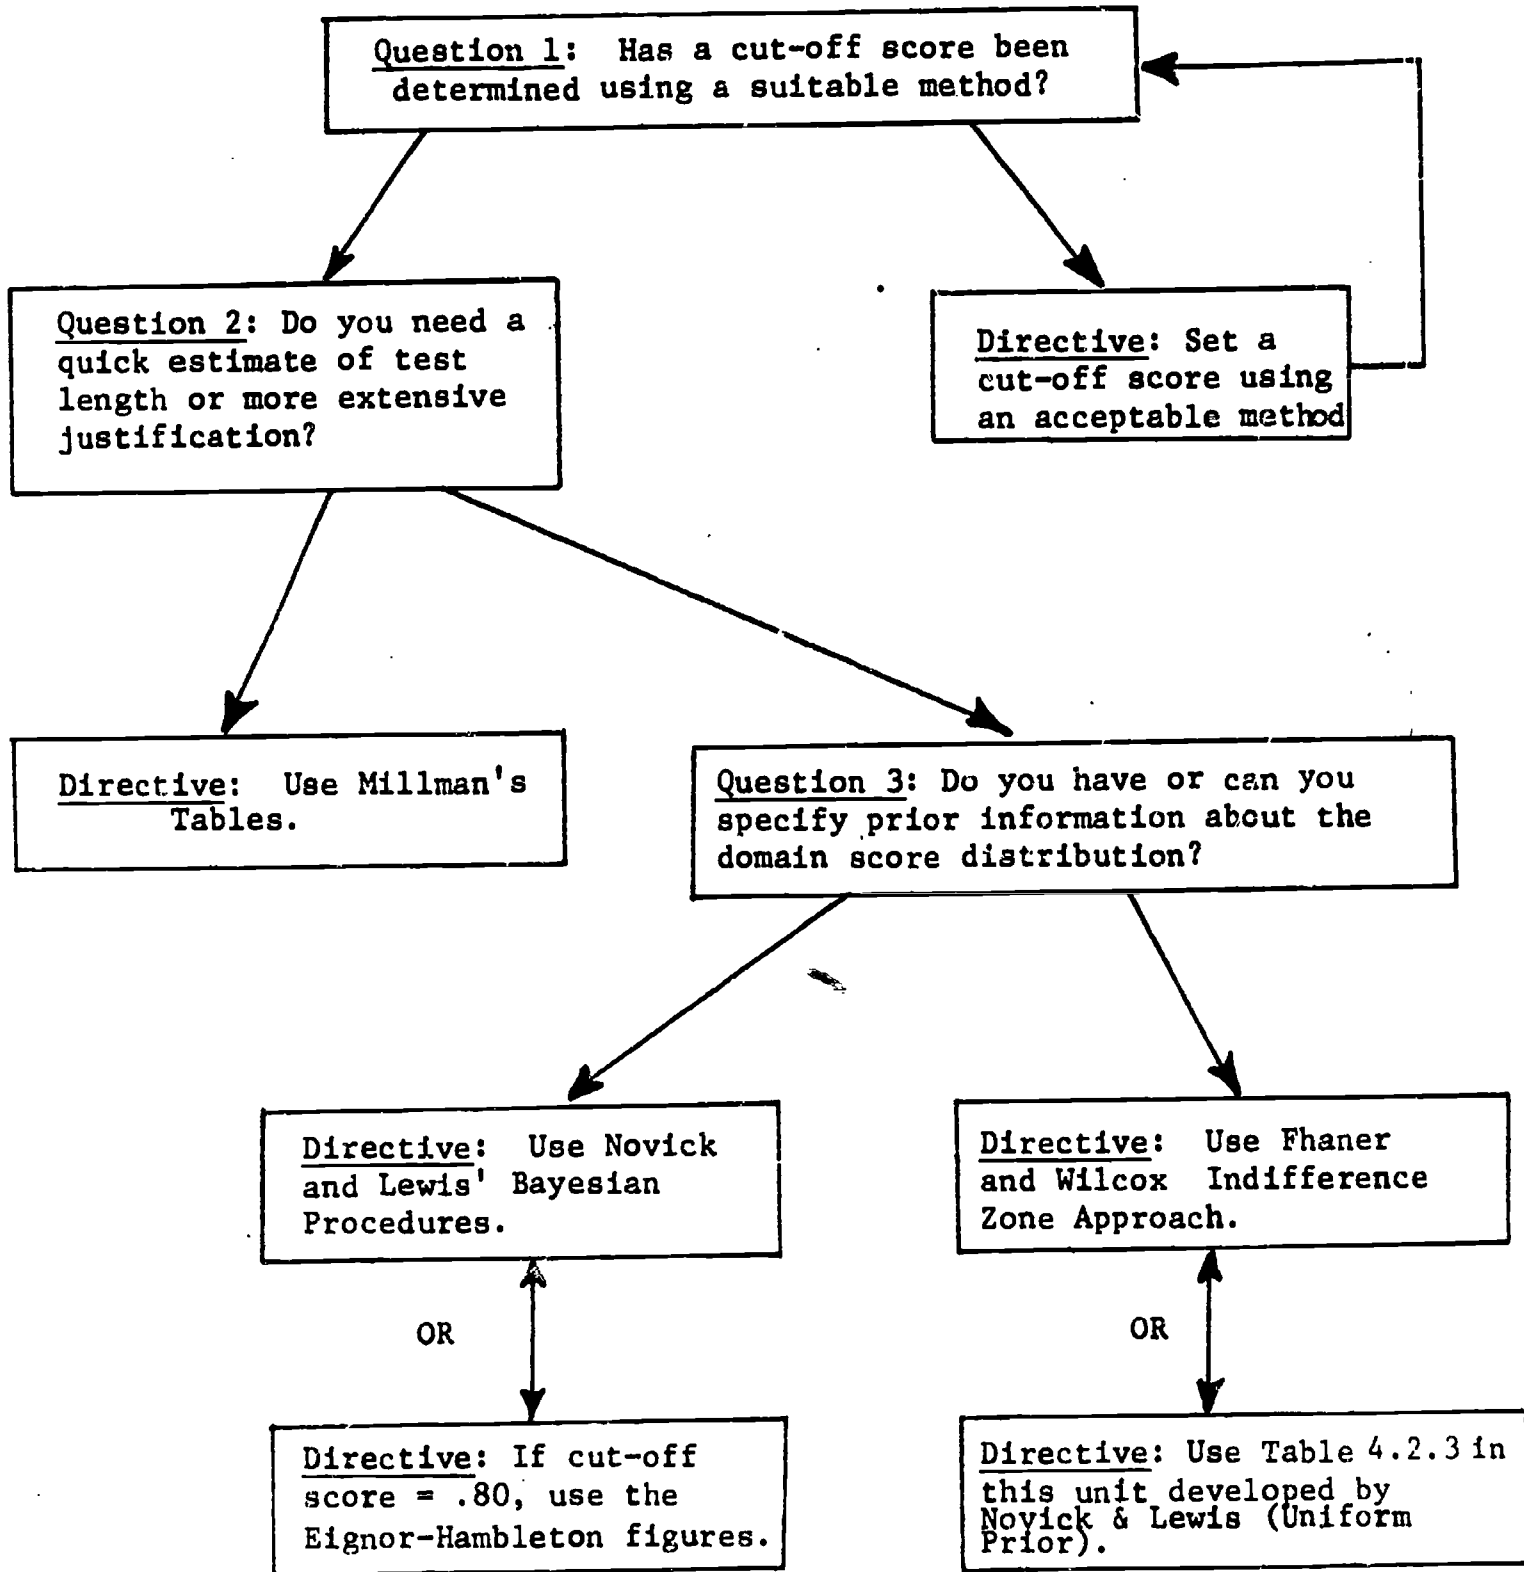 Question 1: Has a cut-off score been
determined using a suitable method?
Question 2: Do you need a
quick estimate of test
length or more extensive
justification?
Directive: Set a
cut-off score using
an acceptable method
Directive: Use Millman's
Tables.
Question 3: Do you have or can you
specify prior information about the
domain score distribution?
Directive: Use Novick
and Lewis' Bayesian
Procedures.
Directive: Use Fhaner
and Wilcox Indifference
Zone Approach.
OR
OR
Directive: If cut-off
score = .80, use the
Eignor-Hambleton figures.
Directive: Use Table 4.2.3 in
this unit developed by
Novick & Lewis (Uniform
Prior).